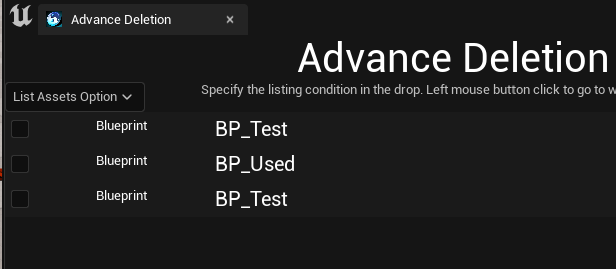 Advance Deletion
Advance Deletion
Specify the listing condition in the drop. Left mouse button click to go to w
List Assets Option
Blueprint BP_Test
Blueprint BP_Used
Blueprint BP_Test